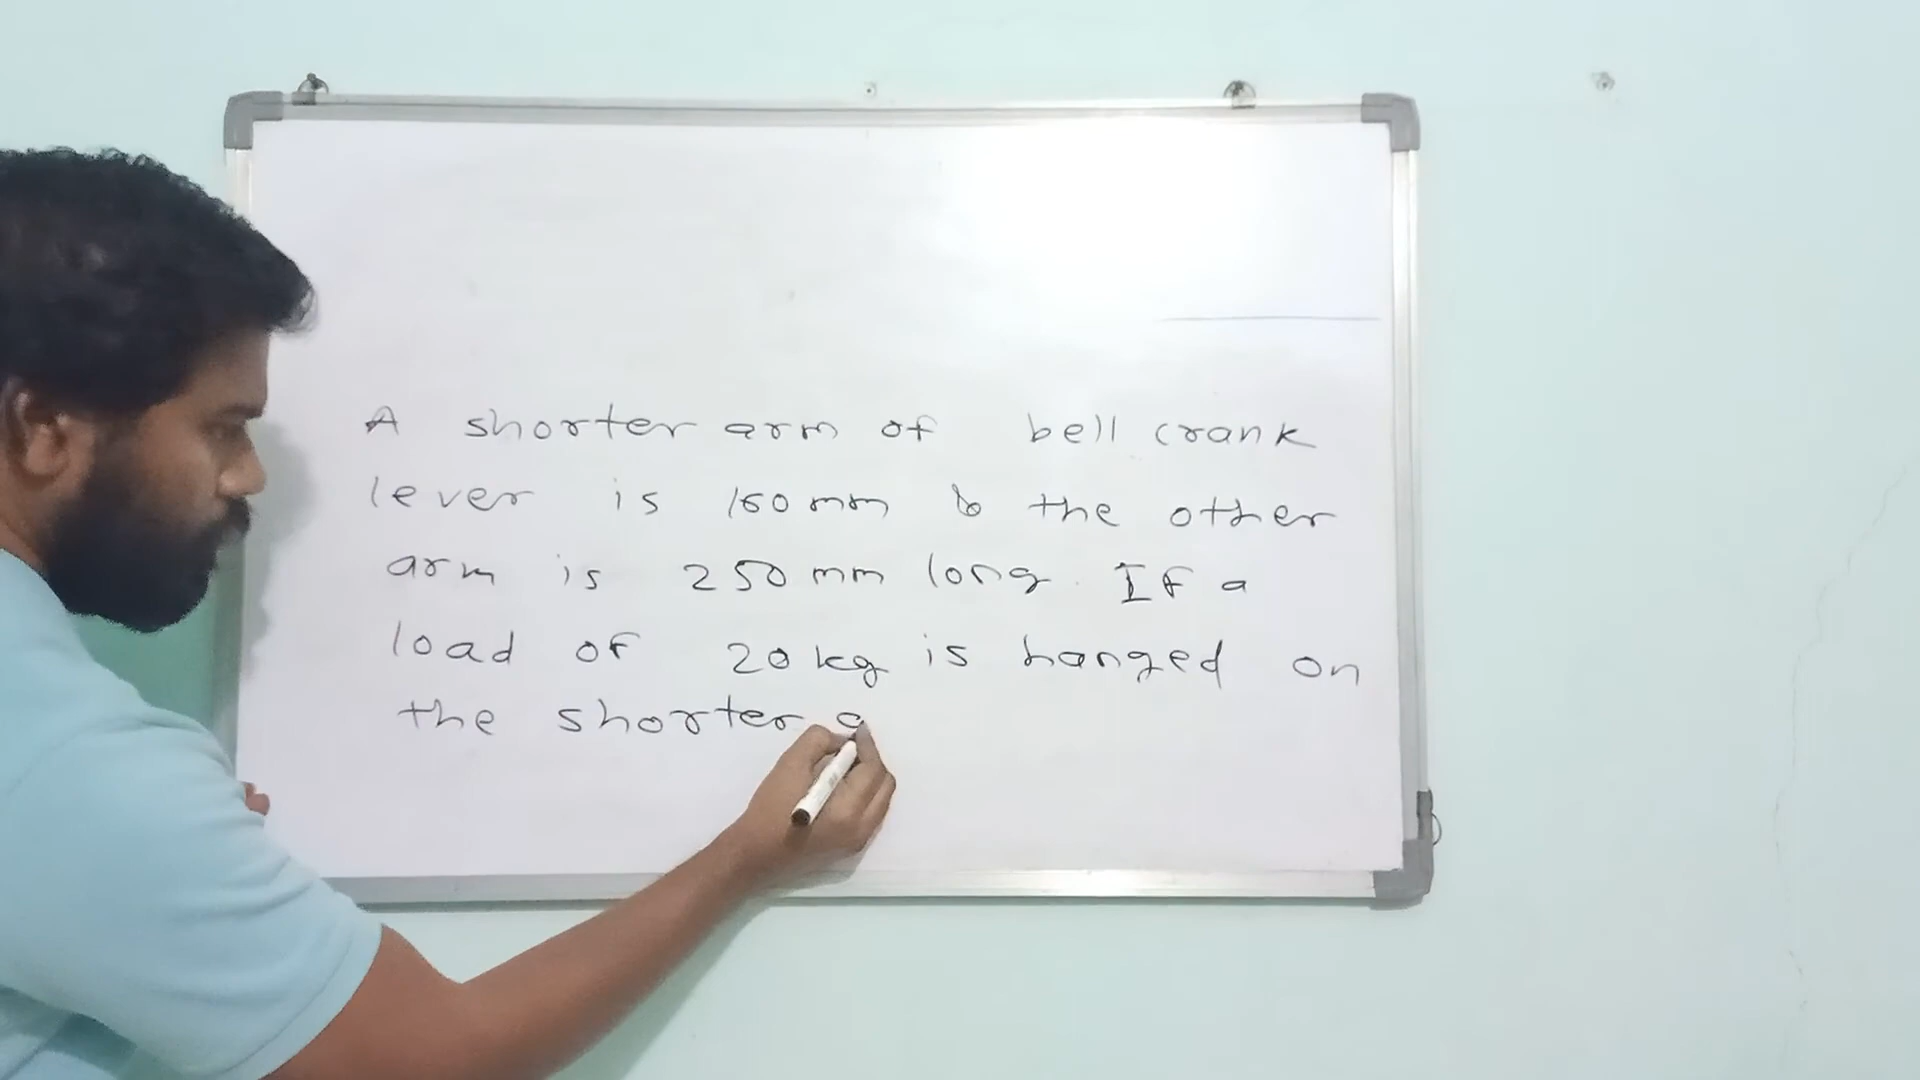 A shorter arm of bell crank
lever is 160 mm & the other
arm is 250 mm long. If a
load of 20 kg is hanged on
the shorter a